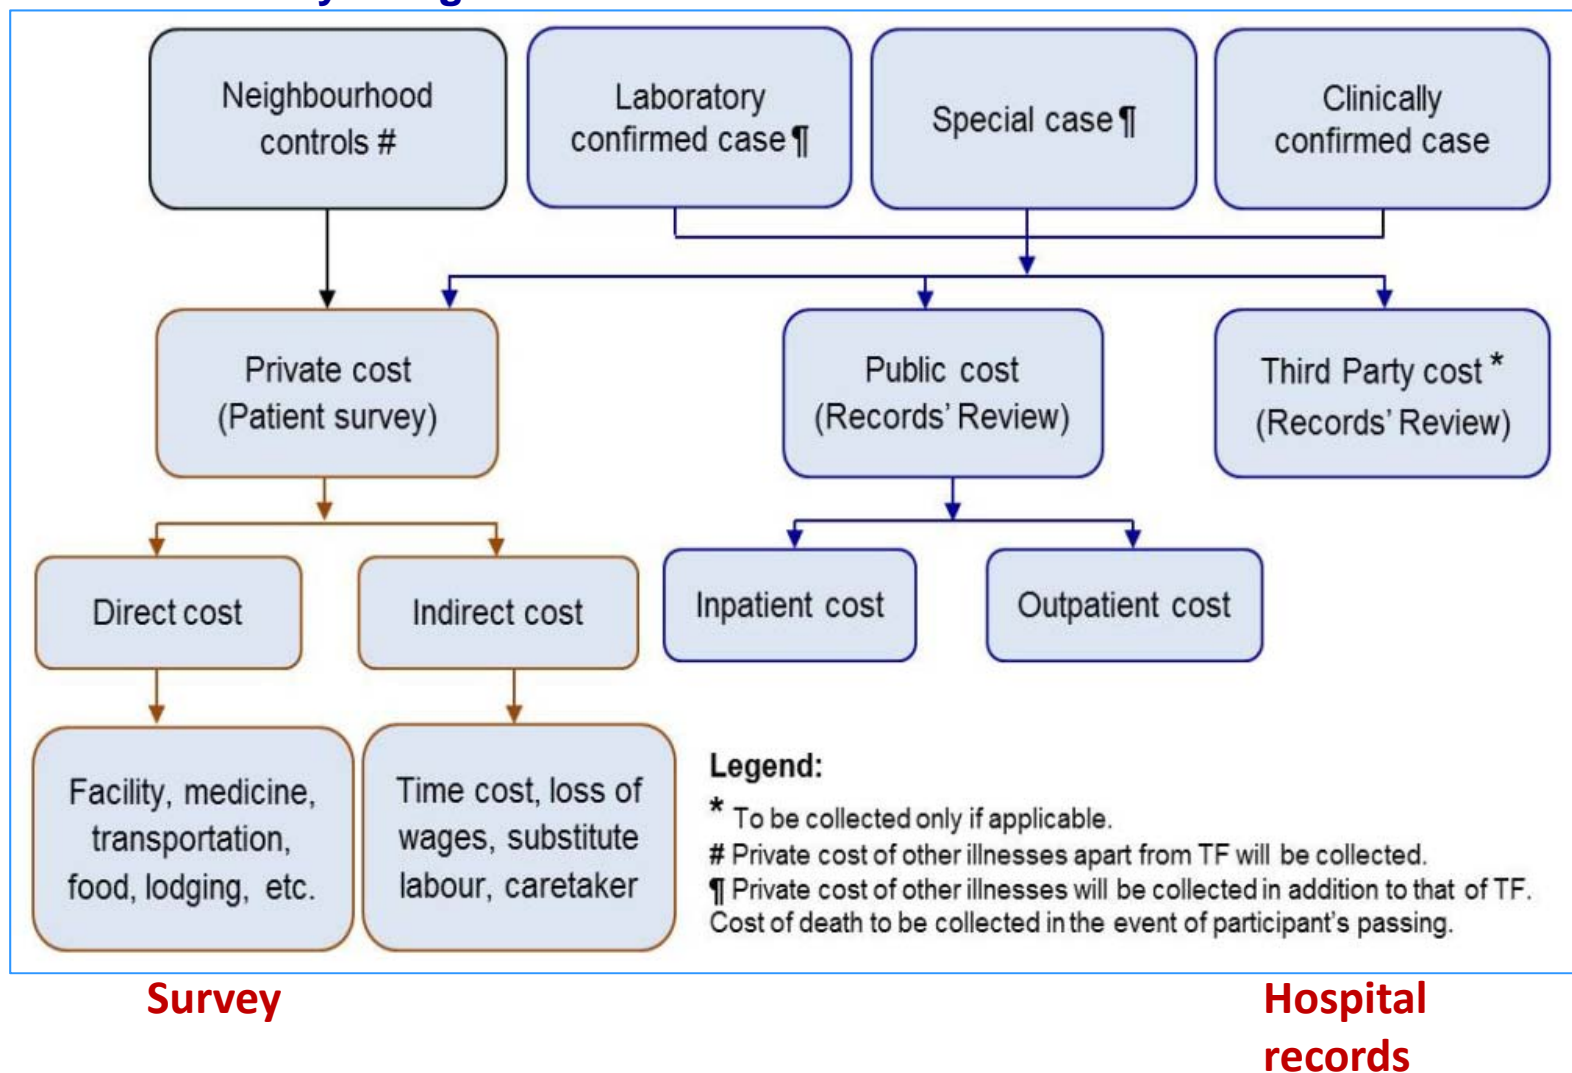 Neighbourhood
controls #
Laboratory
confirmed case ¶
Special case ¶
Clinically
confirmed case
Private cost
(Patient survey)
Public cost
(Records' Review)
Third Party cost *
(Records' Review)
Direct cost
Indirect cost
Inpatient cost
Outpatient cost
Facility, medicine,
transportation,
food, lodging, etc.
Time cost, loss of
wages, substitute
labour, caretaker
Legend:
* To be collected only if applicable.
# Private cost of other illnesses apart from TF will be collected.
¶ Private cost of other illnesses will be collected in addition to that of TF.
Cost of death to be collected in the event of participant's passing.
Survey
Hospital
records